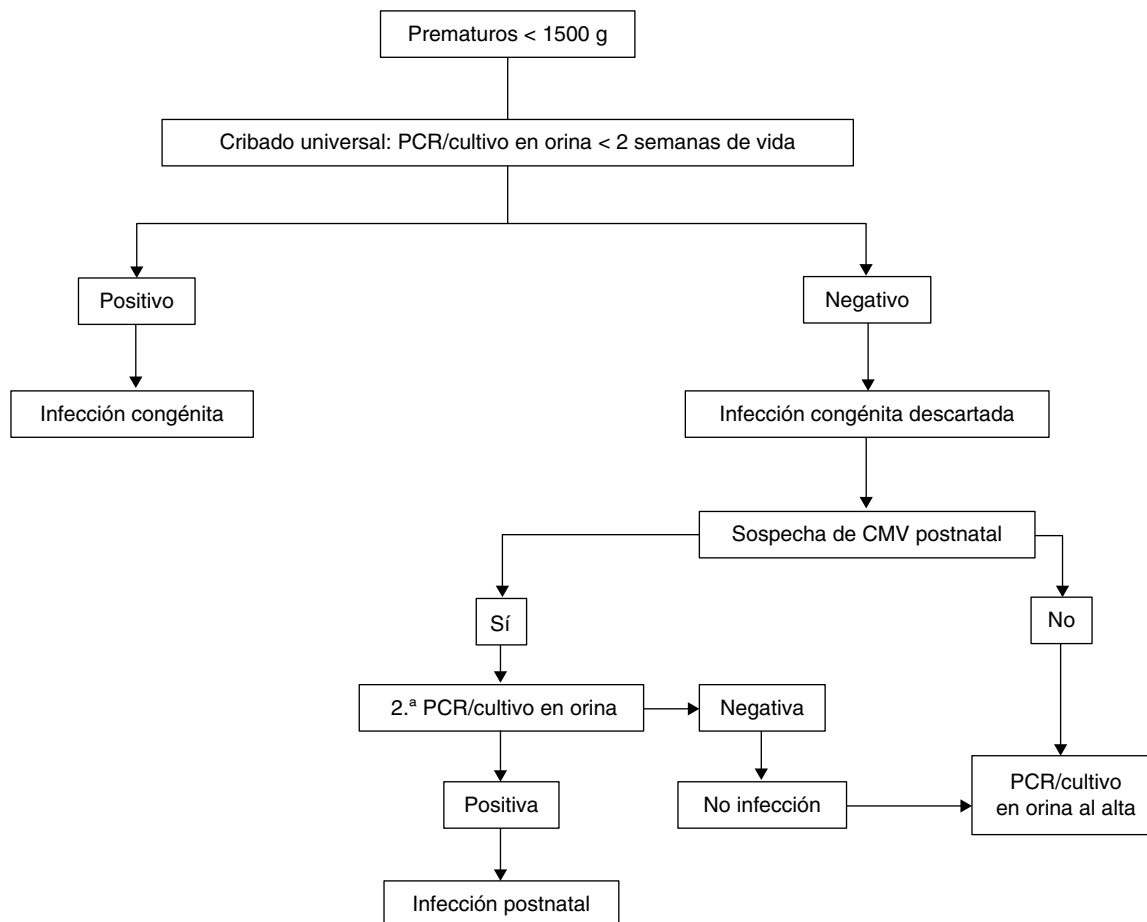 Prematuros < 1500 g
Cribado universal: PCR/cultivo en orina < 2 semanas de vida
Positivo
Negativo
Infección congénita
Infección congénita descartada
Sospecha de CMV postnatal
Sí
No
2.ª PCR/cultivo en orina
Negativa
Positiva
No infección
PCR/cultivo
en orina al alta
Infección postnatal